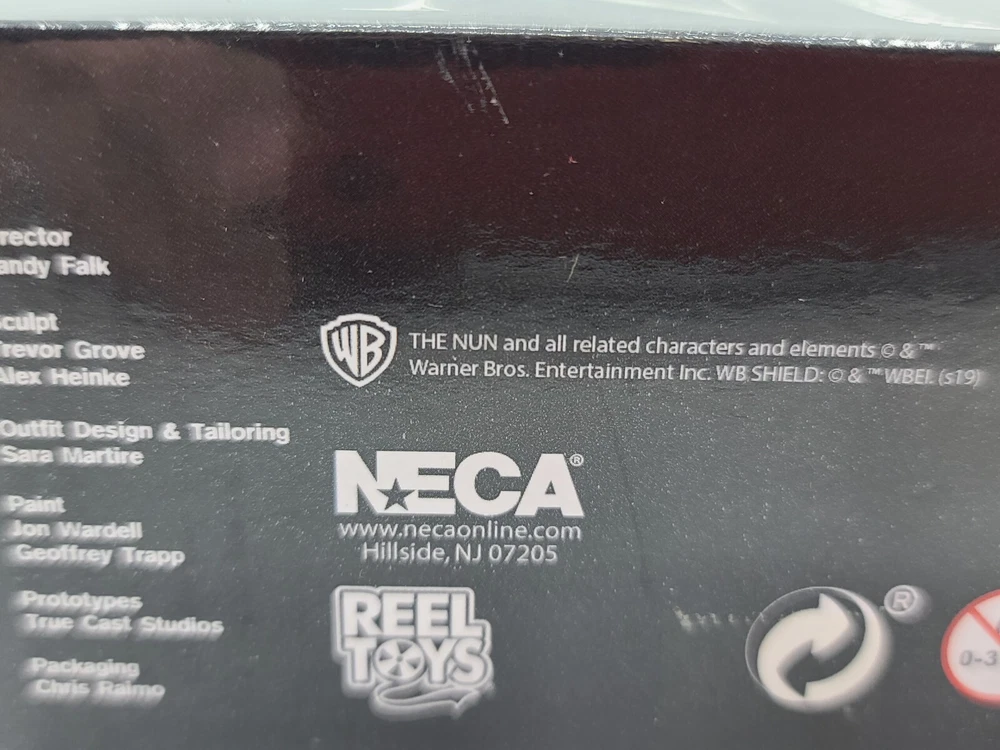 rector
andy Falk
culpt
revor Grove
Alex Heinke
Outfit Design & Tailoring
Sara Martire
Paint
Jon Wardell
Geoffrey Trapp
Prototypes
True Cast Studios
Packaging
Chris Raimo
WB THE NUN and all related characters and elements © & ™
Warner Bros. Entertainment Inc. WB SHIELD: © & ™ WBEI. (s19)
NECA®
www.necaonline.com
Hillside, NJ 07205
REEL
TOYS
®
0-3